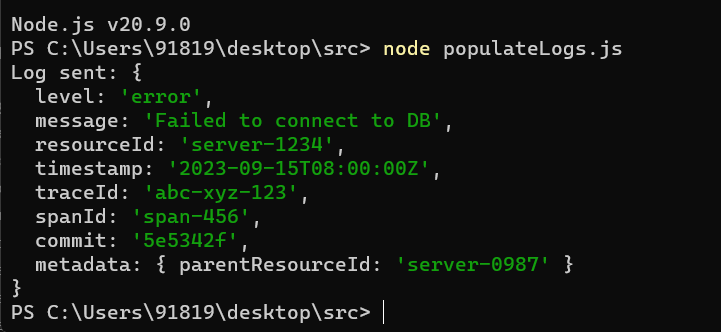 Node.js v20.9.0
PS C:\Users\91819\desktop\src> node populateLogs.js
Log sent: {
  level: 'error',
  message: 'Failed to connect to DB',
  resourceId: 'server-1234',
  timestamp: '2023-09-15T08:00:00Z',
  traceId: 'abc-xyz-123',
  spanId: 'span-456',
  commit: '5e5342f',
  metadata: { parentResourceId: 'server-0987' }
}
PS C:\Users\91819\desktop\src>